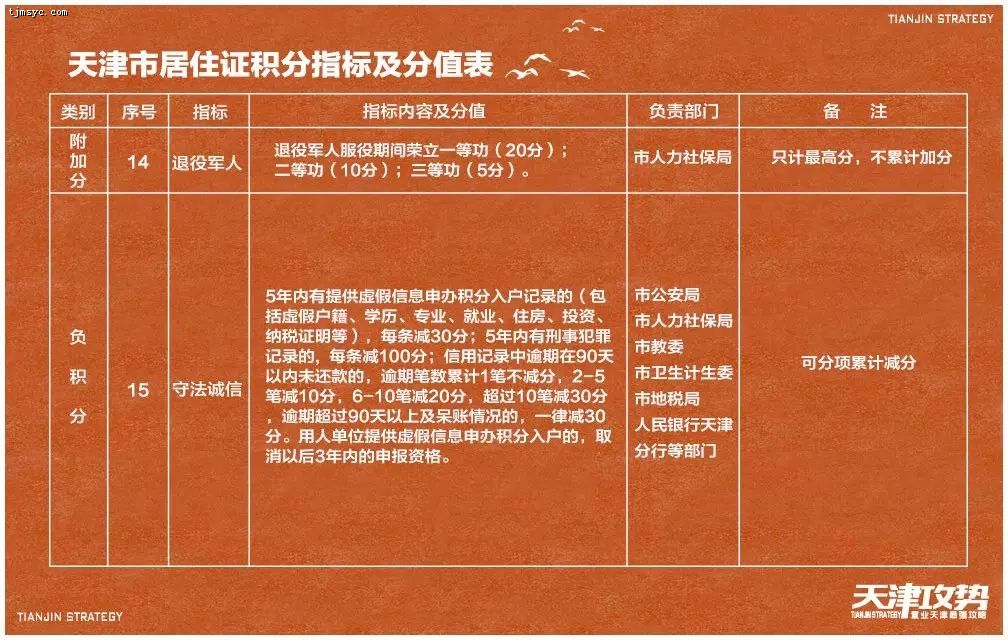 tjmsyc.com
TIANJIN STRATEGY
天津市居住证积分指标及分值表
类别 序号 指标 指标内容及分值 负责部门 备 注
附
加
分
14
退役军人
退役军人服役期间荣立一等功（20分）；
二等功（10分）；三等功（5分）。
市人力社保局
只计最高分，不累计加分
负
积
分
15
守法诚信
5年内有提供虚假信息申办积分入户记录的（包
括虚假户籍、学历、专业、就业、住房、投资、
纳税证明等），每条减30分；5年内有刑事犯罪
记录的，每条减100分；信用记录中逾期在90天
以内未还款的，逾期笔数累计1笔不减分，2-5
笔减10分，6-10笔减20分，超过10笔减30分
，逾期超过90天以上及呆账情况的，一律减30
分。用人单位提供虚假信息申办积分入户的，取
消以后3年内的申报资格。
市公安局
市人力社保局
市教委
市卫生计生委
市地税局
人民银行天津
分行等部门
可分项累计减分
TIANJIN STRATEGY
天津攻势
TIANJIN STRATEGY 置业天津最强攻略